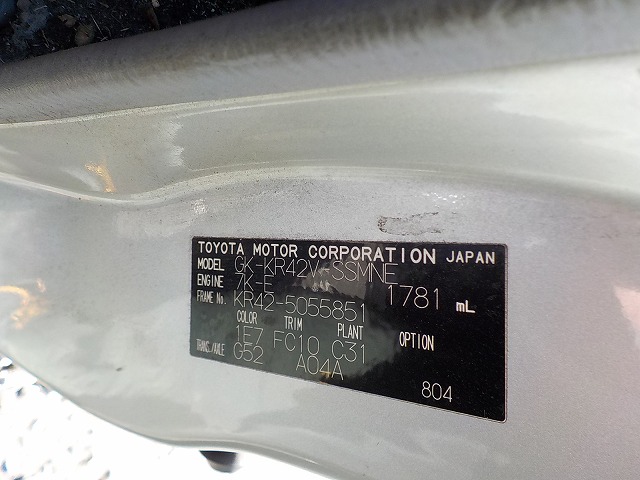 TOYOTA MOTOR CORPORATION JAPAN
MODEL GK-KR42V-SSMNE
ENGINE 7K-E 1781 mL
FRAME No. KR42-5055851
COLOR TRIM PLANT OPTION
1E7 FC10 C31
TRANS./AXLE G52 A04A
804